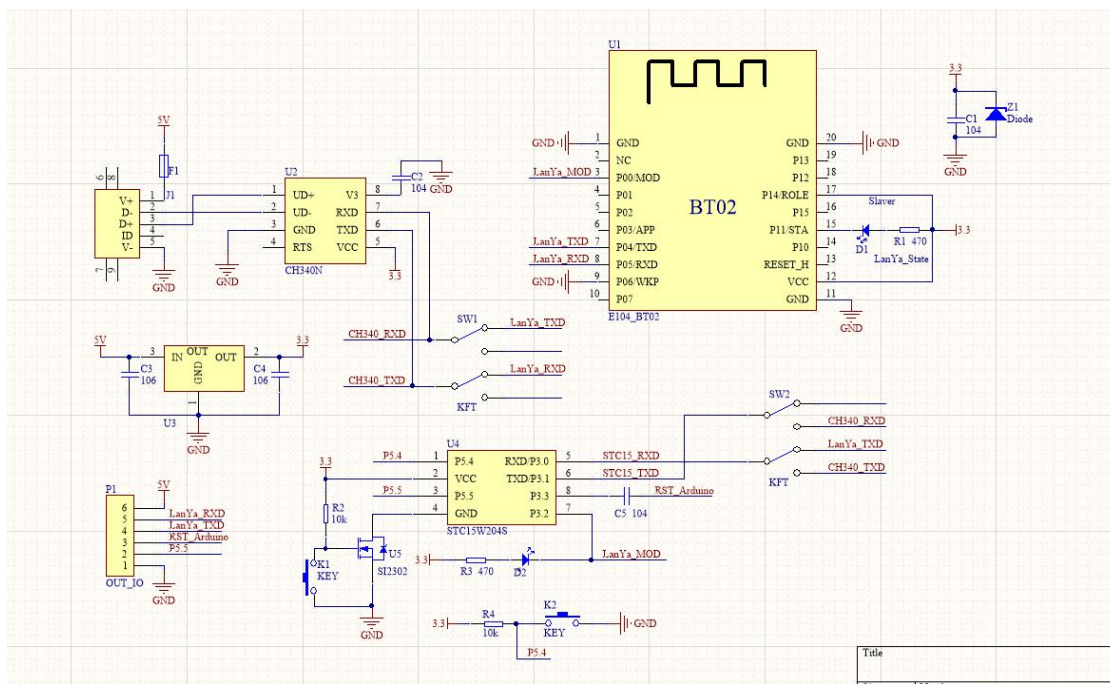 U1
BT02
GND 1 GND
2 NC
LanYa_MOD 3 P00/MOD
4 P01
5 P02
6 P03/APP
LanYa_TXD 7 P04/TXD
LanYa_RXD 8 P05/RXD
GND 9 P06/WKP
10 P07
GND 20 GND
P13 19
P12 18
P14/ROLE 17
Slaver
P15 16
P11/STA 15
D1
R1 470
3.3
P10 14
LanYa_State
RESET_H 13
VCC 12
GND 11
GND
E104_BT02
3.3
C1
104
Z1
Diode
GND
5V
F1
J1
6
8
V+ 1
D- 2
D+ 3
ID 4
V- 5
7
9
GND
U2
1 UD+
2 UD-
3 GND
4 RTS
V3 8
RXD 7
TXD 6
VCC 5
CH340N
GND
C2
104
GND
3.3
SW1
CH340_RXD
LanYa_TXD
CH340_TXD
LanYa_RXD
KFT
5V
3 IN
OUT
OUT 2
GND
1
3.3
C3
106
C4
106
U3
GND
SW2
CH340_RXD
LanYa_TXD
CH340_TXD
KFT
U4
P5.4 1 P5.4
2 VCC
P5.5 3 P5.5
4 GND
RXD/P3.0 5 STC15_RXD
TXD/P3.1 6 STC15_TXD
P3.3 8
RST_Arduino
P3.2 7
C5 104
STC15W204S
3.3
R2
10k
K1
KEY
U5
SI2302
GND
3.3
R3 470
D2
LanYa_MOD
P1
6
5
4
3
2
1
5V
LanYa_RXD
LanYa_TXD
RST_Arduino
P5.5
OUT_IO
GND
3.3
R4
10k
K2
KEY
GND
P5.4
Title